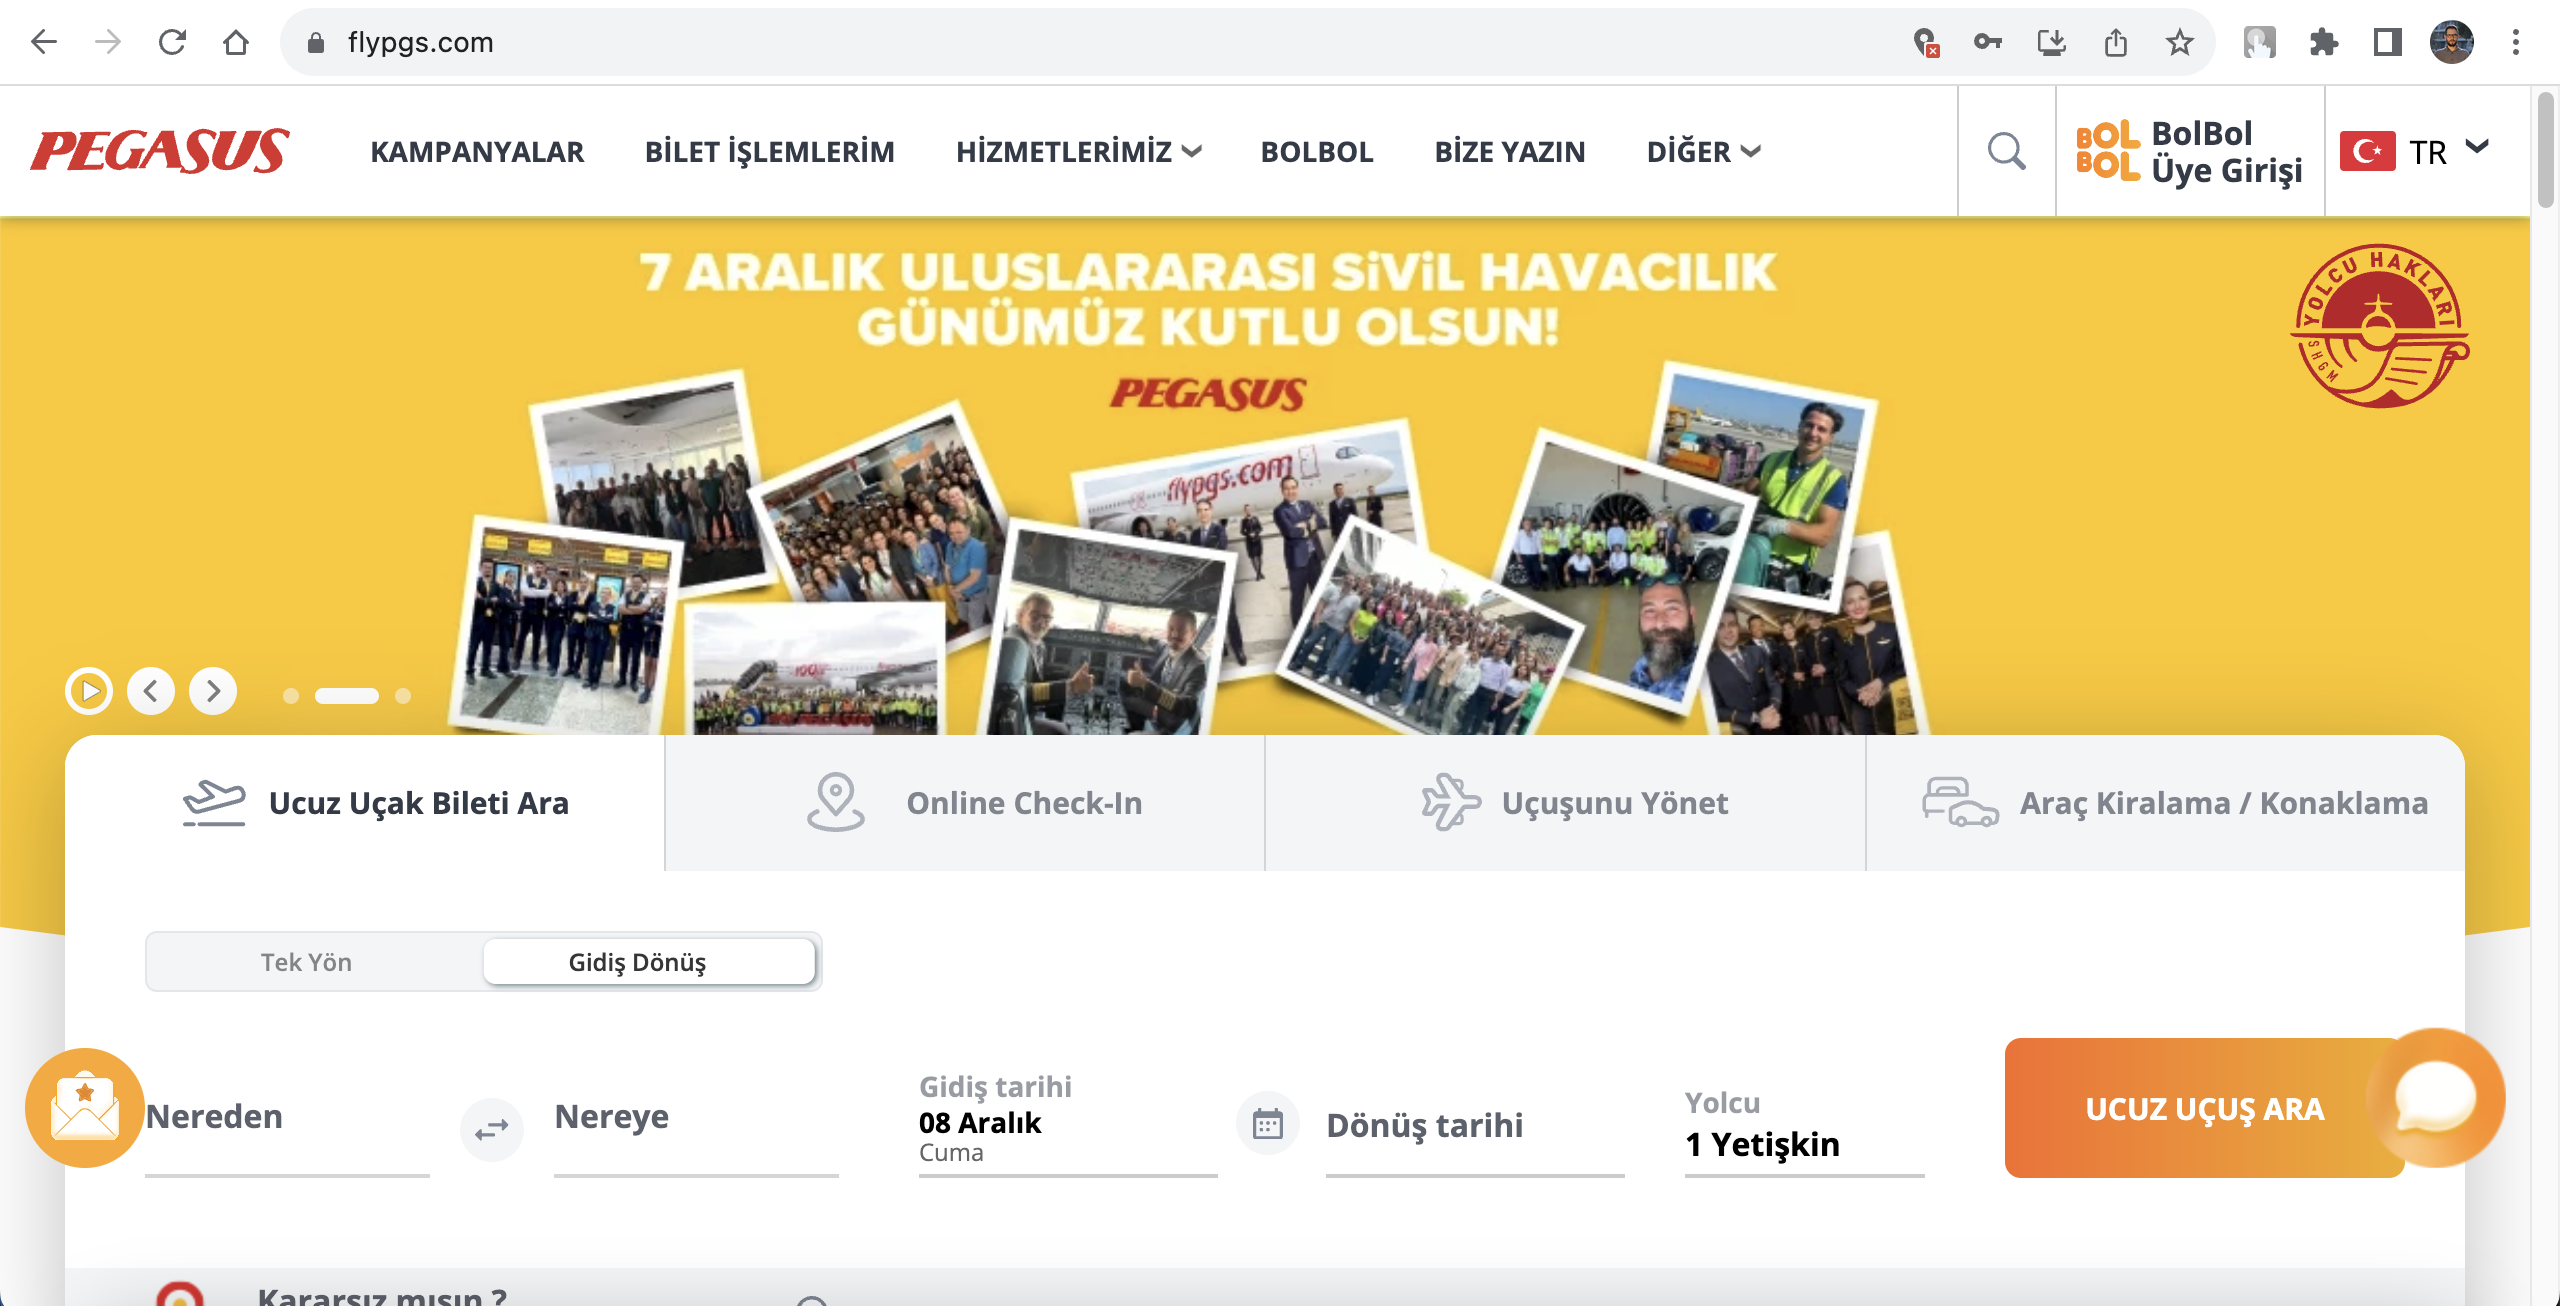 flypgs.com
PEGASUS
KAMPANYALAR
BİLET İŞLEMLERİM
HİZMETLERİMİZ
BOLBOL
BİZE YAZIN
DİĞER
BOL
BOL
BolBol
Üye Girişi
TR
7 ARALIK ULUSLARARASI SİVİL HAVACILIK
GÜNÜMÜZ KUTLU OLSUN!
PEGASUS
YOLCU HAKLARI
SHGM
flypgs.com
Ucuz Uçak Bileti Ara
Online Check-In
Uçuşunu Yönet
Araç Kiralama / Konaklama
Tek Yön
Gidiş Dönüş
Nereden
Nereye
Gidiş tarihi
08 Aralık
Cuma
Dönüş tarihi
Yolcu
1 Yetişkin
UCUZ UÇUŞ ARA
Kararsız mısın ?